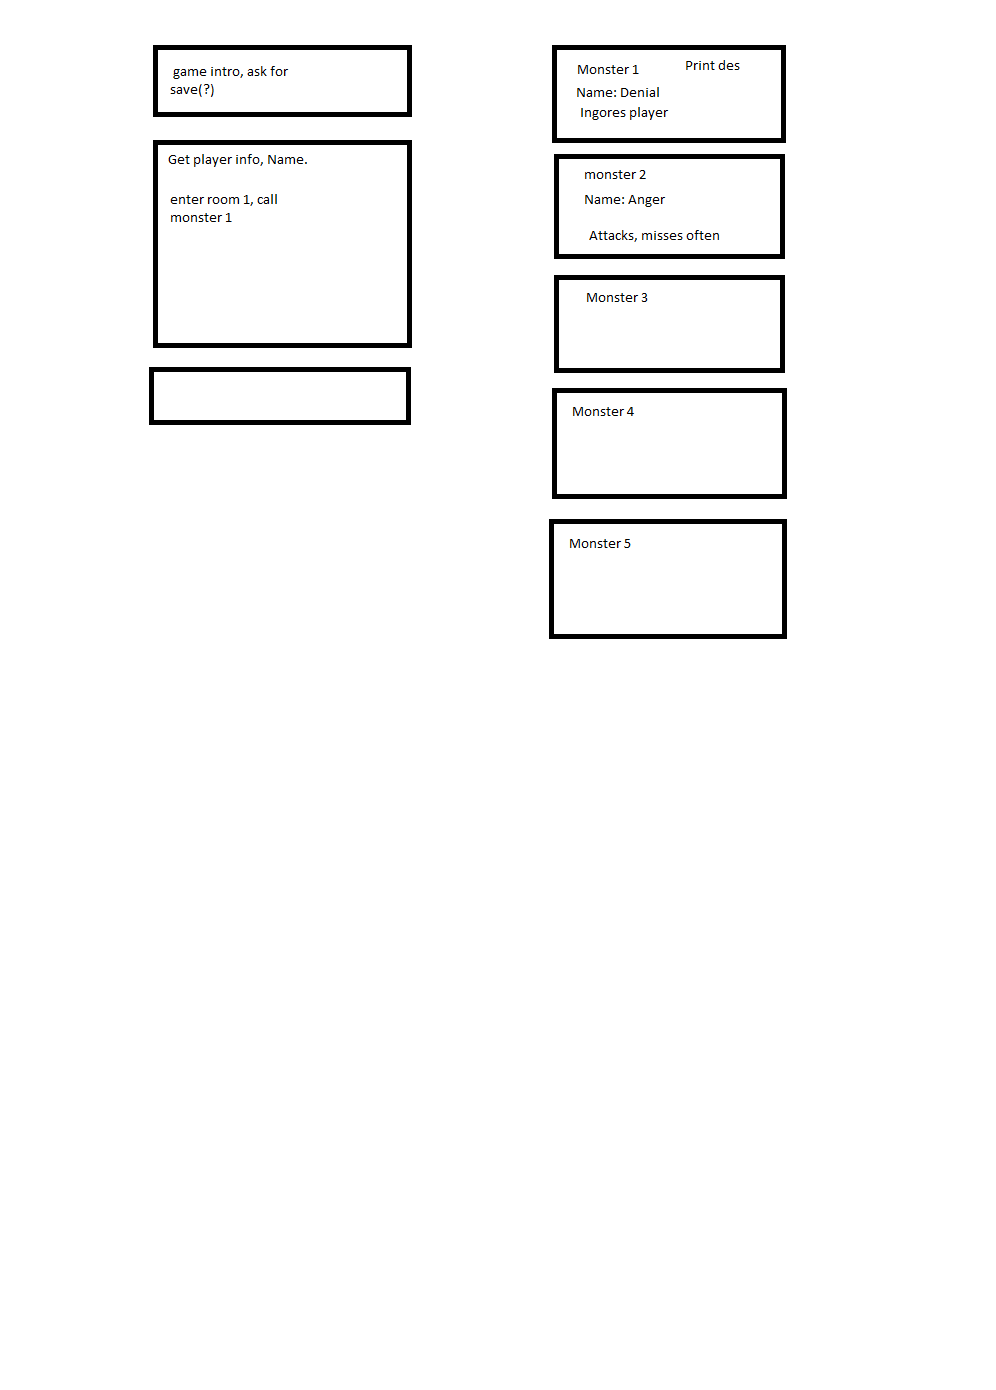 game intro, ask for
save(?)
Get player info, Name.
enter room 1, call
monster 1
Monster 1
Print des
Name: Denial
Ingores player
monster 2
Name: Anger
Attacks, misses often
Monster 3
Monster 4
Monster 5